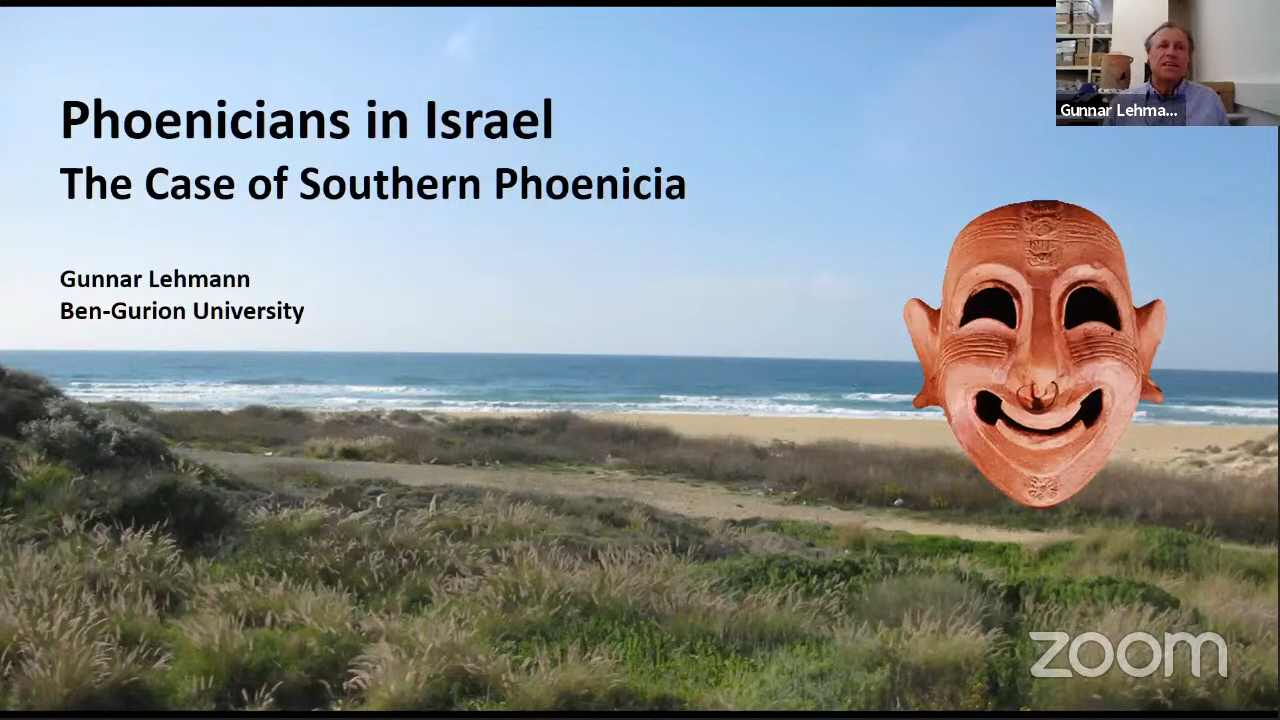 Phoenicians in Israel
The Case of Southern Phoenicia
Gunnar Lehmann
Ben-Gurion University
Gunnar Lehma...
zoom